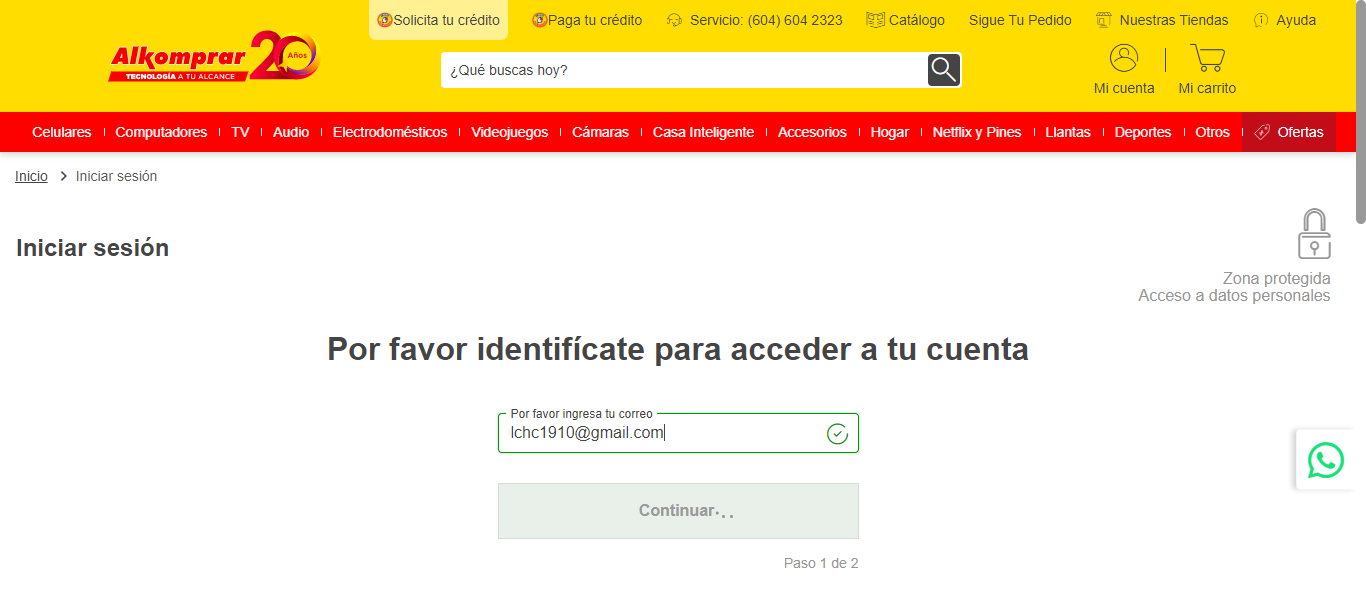 Solicita tu crédito Paga tu crédito Servicio: (604) 604 2323 Catálogo Sigue Tu Pedido Nuestras Tiendas Ayuda
Alkomprar 20 Años
TECNOLOGÍA A TU ALCANCE
¿Qué buscas hoy?
Mi cuenta Mi carrito
Celulares Computadores TV Audio Electrodomésticos Videojuegos Cámaras Casa Inteligente Accesorios Hogar Netflix y Pines Llantas Deportes Otros Ofertas
Inicio Iniciar sesión
Iniciar sesión
Zona protegida
Acceso a datos personales
Por favor identifícate para acceder a tu cuenta
Por favor ingresa tu correo
lchc1910@gmail.com
Continuar...
Paso 1 de 2